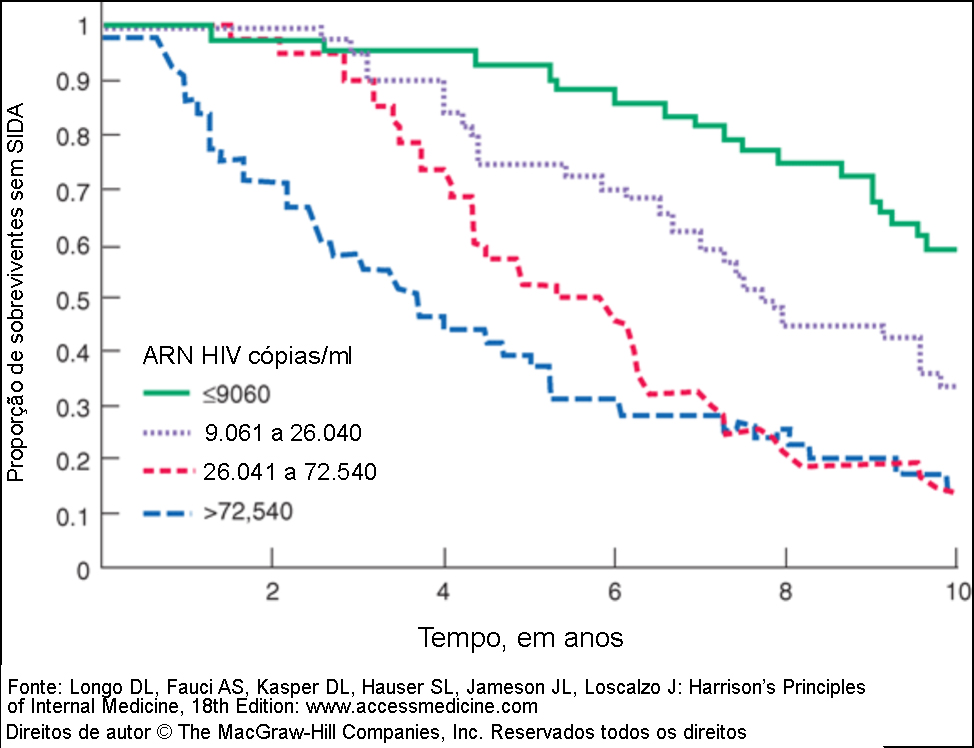 Proporção de sobreviventes sem SIDA
1
0.9
0.8
0.7
0.6
0.5
0.4
0.3
0.2
0.1
0
ARN HIV cópias/ml
≤9060
9.061 a 26.040
26.041 a 72.540
>72,540
2 4 6 8 10
Tempo, em anos
Fonte: Longo DL, Fauci AS, Kasper DL, Hauser SL, Jameson JL, Loscalzo J: Harrison's Principles
of Internal Medicine, 18th Edition: www.accessmedicine.com
Direitos de autor © The MacGraw-Hill Companies, Inc. Reservados todos os direitos